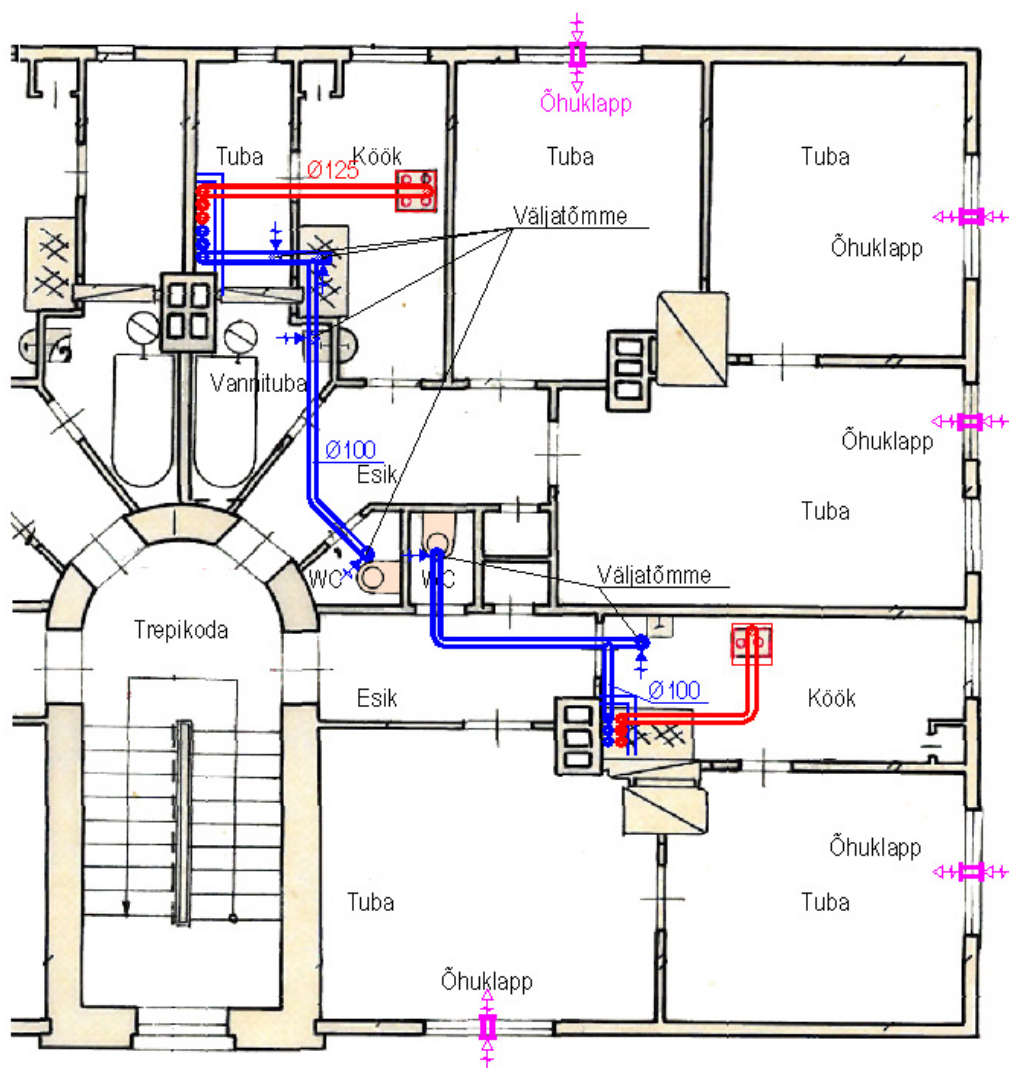 Õhuklapp
Tuba
Köök
Tuba
Tuba
Ø125
Väljatõmme
Õhuklapp
Vannituba
Õhuklapp
Ø100
Esik
Tuba
WC
WC
Väljatõmme
Trepikoda
Esik
Ø100
Köök
Õhuklapp
Tuba
Tuba
Õhuklapp